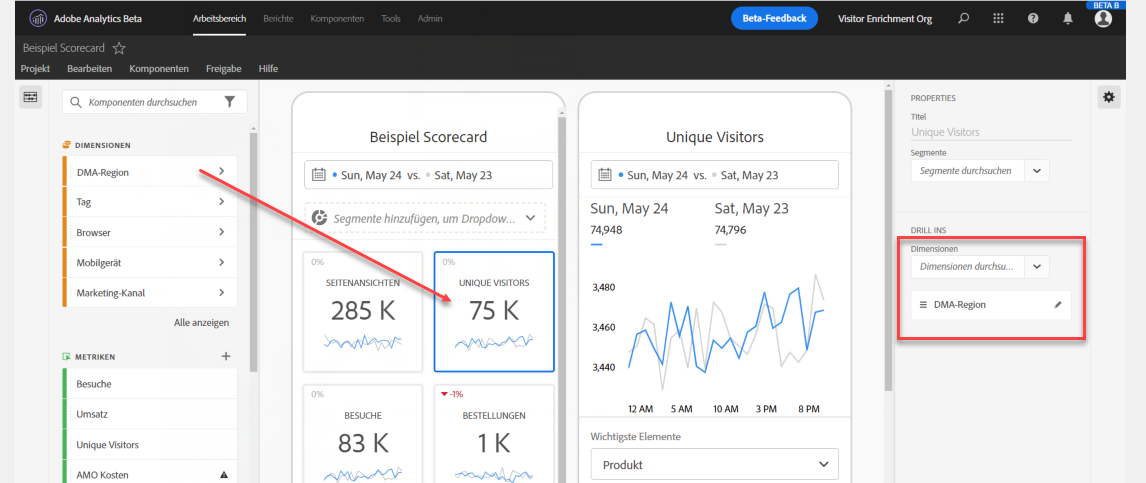 Adobe Analytics Beta
Arbeitsbereich
Berichte
Komponenten
Tools
Admin
Beta-Feedback
Visitor Enrichment Org
BETA B
Beispiel Scorecard
Projekt
Bearbeiten
Komponenten
Freigabe
Hilfe
Komponenten durchsuchen
DIMENSIONEN
DMA-Region
Tag
Browser
Mobilgerät
Marketing-Kanal
Alle anzeigen
METRIKEN
Besuche
Umsatz
Unique Visitors
AMO Kosten
Beispiel Scorecard
Sun, May 24 vs. Sat, May 23
Segmente hinzufügen, um Dropdow...
0%
SEITENANSICHTEN
285 K
0%
UNIQUE VISITORS
75 K
0%
BESUCHE
83 K
-1%
BESTELLUNGEN
1 K
Unique Visitors
Sun, May 24 vs. Sat, May 23
Sun, May 24
74,948
Sat, May 23
74,796
3,480
3,460
3,440
12 AM 5 AM 10 AM 3 PM 8 PM
Wichtigste Elemente
Produkt
PROPERTIES
Titel
Unique Visitors
Segmente
Segmente durchsuchen
DRILL INS
Dimensionen
Dimensionen durchsu...
DMA-Region